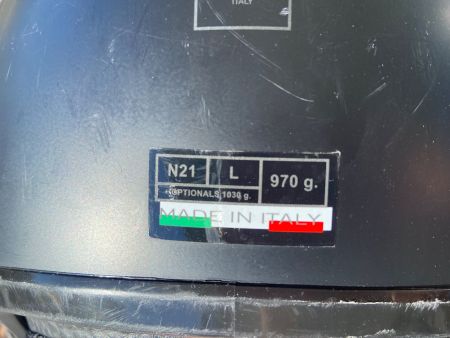 ITALY
N21 L 970 g.
+OPTIONALS 1030 g.
MADE IN ITALY